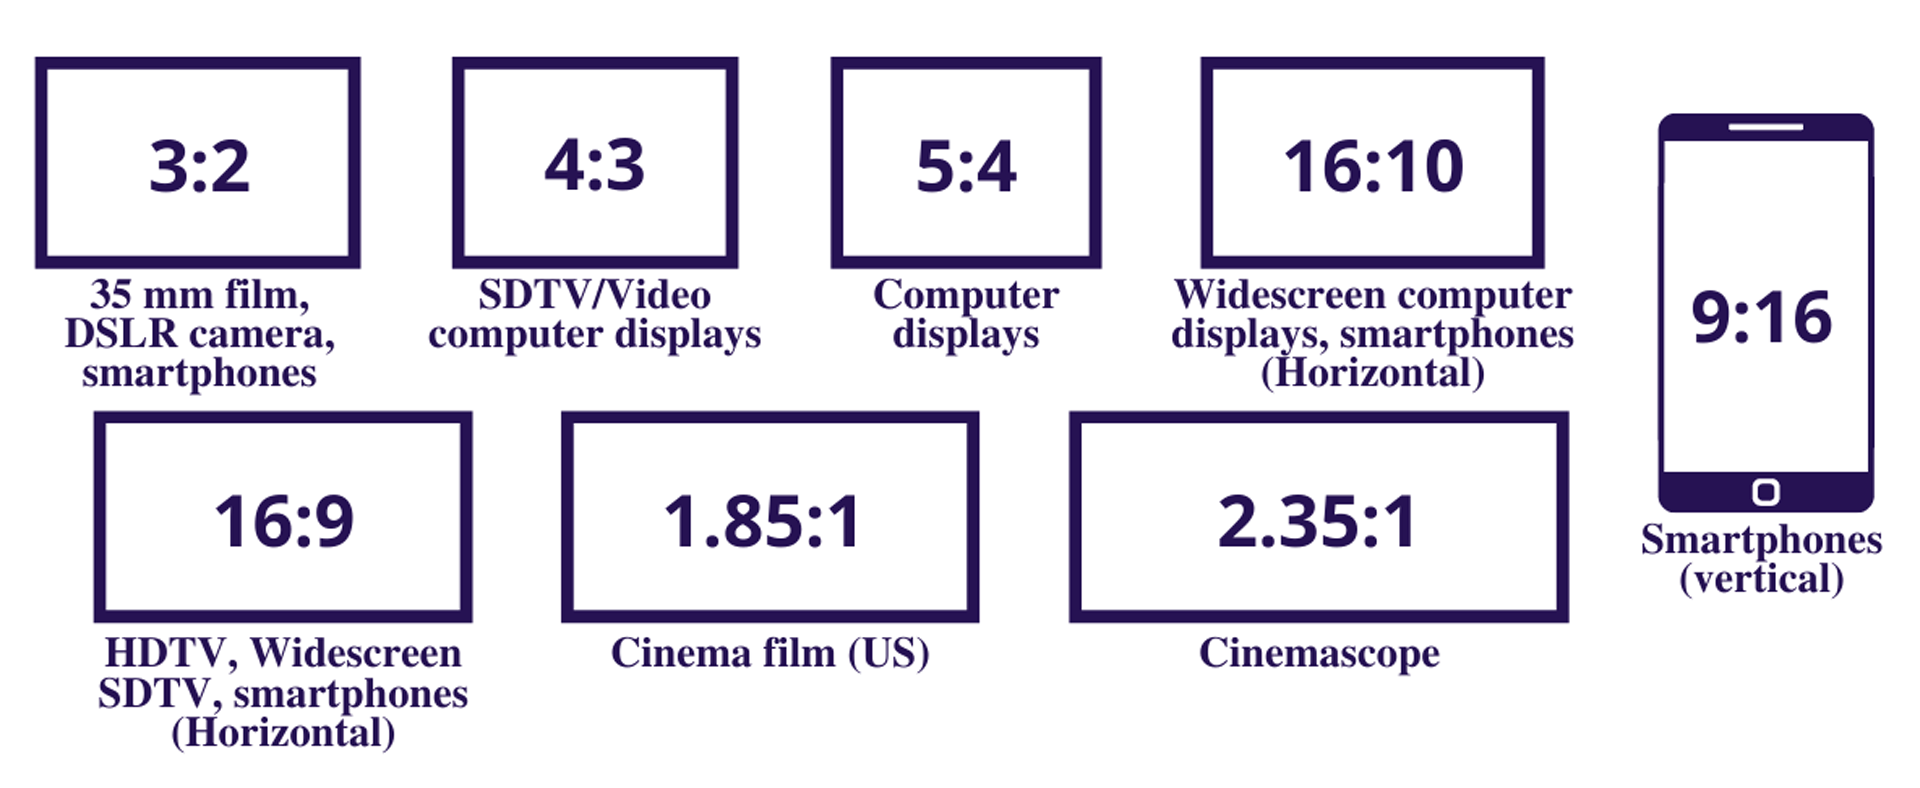 3:2
35 mm film,
DSLR camera,
smartphones
4:3
SDTV/Video
computer displays
5:4
Computer
displays
16:10
Widescreen computer
displays, smartphones
(Horizontal)
9:16
Smartphones
(vertical)
16:9
HDTV, Widescreen
SDTV, smartphones
(Horizontal)
1.85:1
Cinema film (US)
2.35:1
Cinemascope